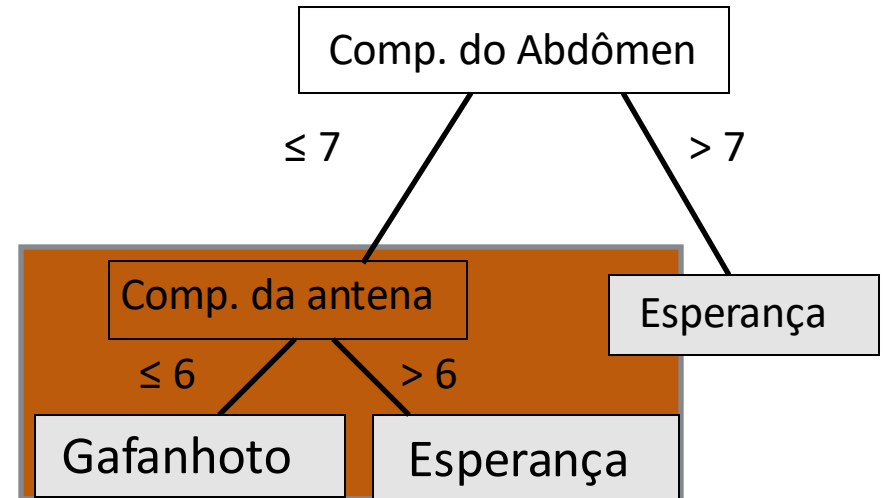 Comp. do Abdômen
≤ 7
> 7
Comp. da antena
Esperança
≤ 6
> 6
Gafanhoto
Esperança